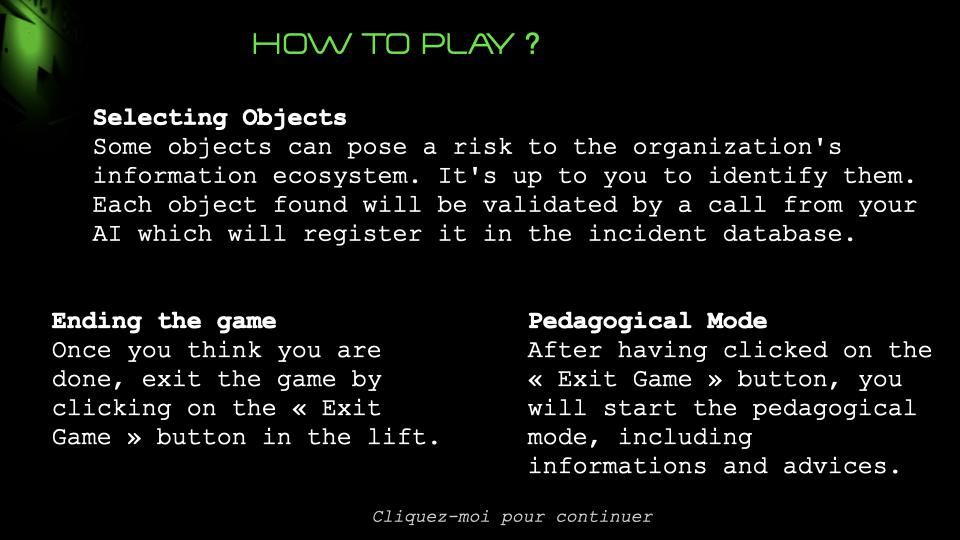 HOW TO PLAY ?
Selecting Objects
Some objects can pose a risk to the organization's
information ecosystem. It's up to you to identify them.
Each object found will be validated by a call from your
AI which will register it in the incident database.
Ending the game
Once you think you are
done, exit the game by
clicking on the « Exit
Game » button in the lift.
Pedagogical Mode
After having clicked on the
« Exit Game » button, you
will start the pedagogical
mode, including
informations and advices.
Cliquez-moi pour continuer